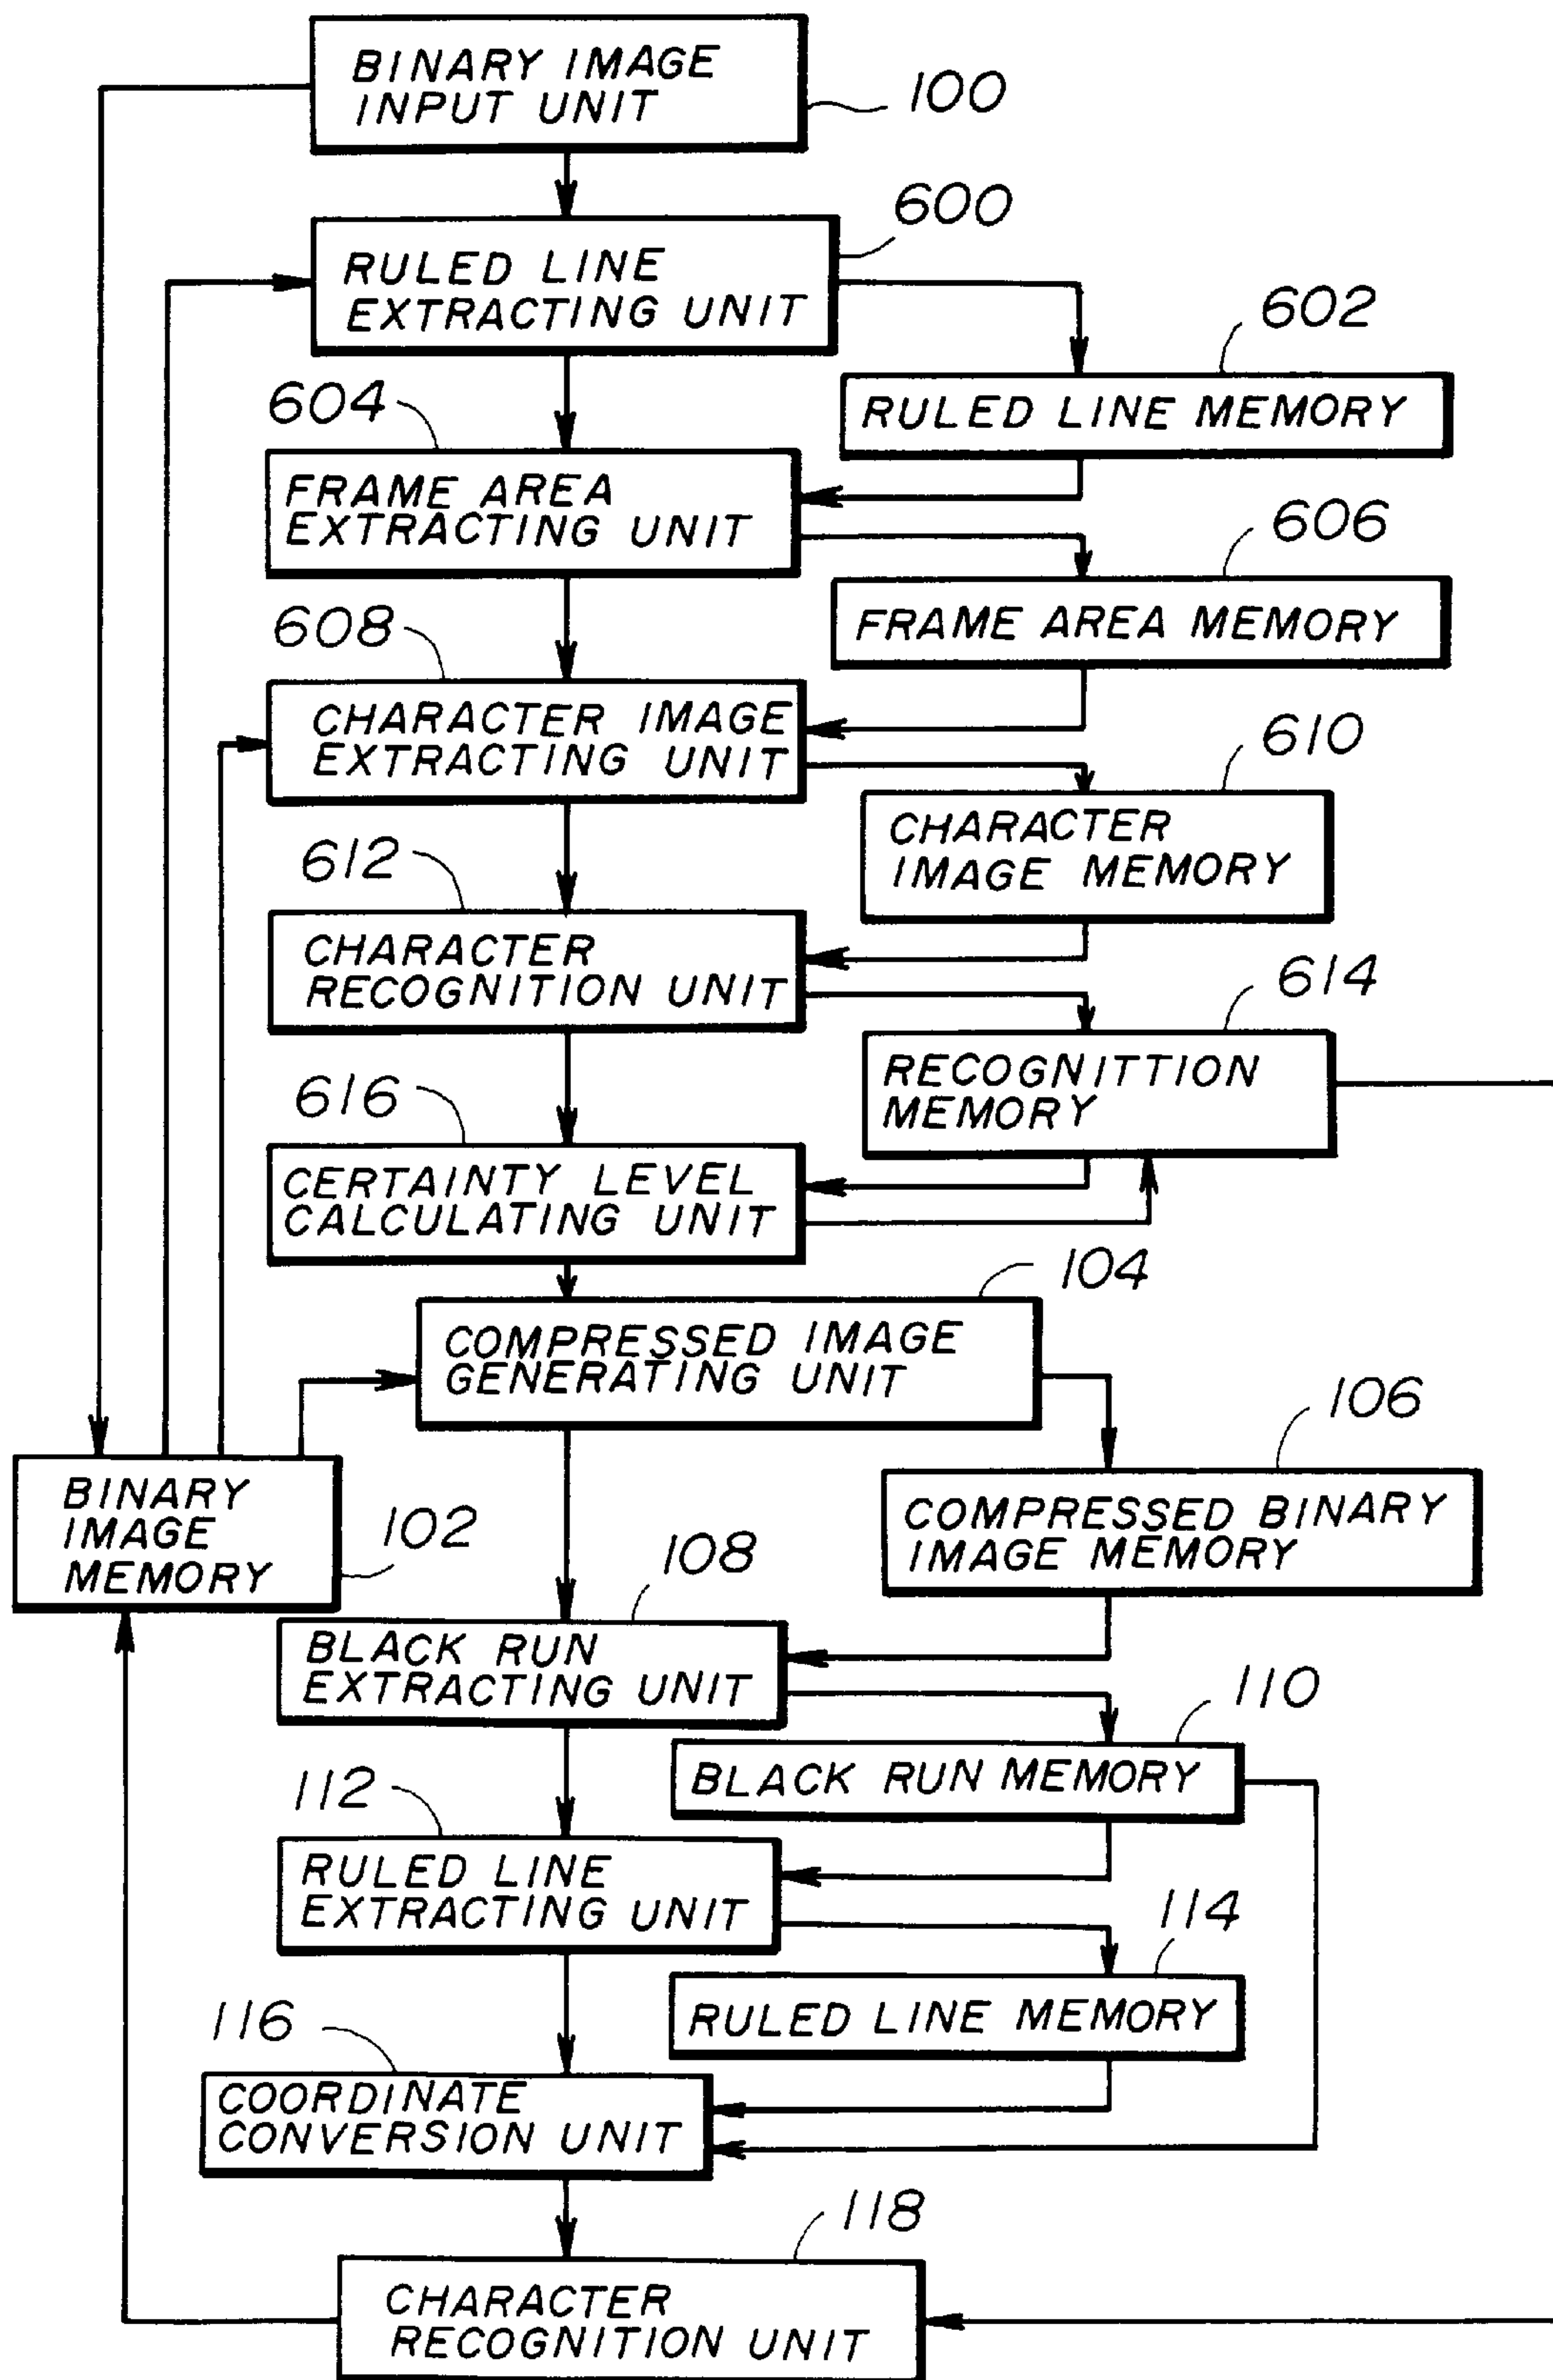 BINARY IMAGE
INPUT UNIT
100
600
RULED LINE
EXTRACTING UNIT
602
RULED LINE MEMORY
604
FRAME AREA
EXTRACTING UNIT
606
FRAME AREA MEMORY
608
CHARACTER IMAGE
EXTRACTING UNIT
610
CHARACTER
IMAGE MEMORY
612
CHARACTER
RECOGNITION UNIT
614
RECOGNITTION
MEMORY
616
CERTAINTY LEVEL
CALCULATING UNIT
104
COMPRESSED IMAGE
GENERATING UNIT
106
COMPRESSED BINARY
IMAGE MEMORY
BINARY
IMAGE
MEMORY
102
108
BLACK RUN
EXTRACTING UNIT
110
BLACK RUN MEMORY
112
RULED LINE
EXTRACTING UNIT
114
RULED LINE MEMORY
116
COORDINATE
CONVERSION UNIT
118
CHARACTER
RECOGNITION UNIT